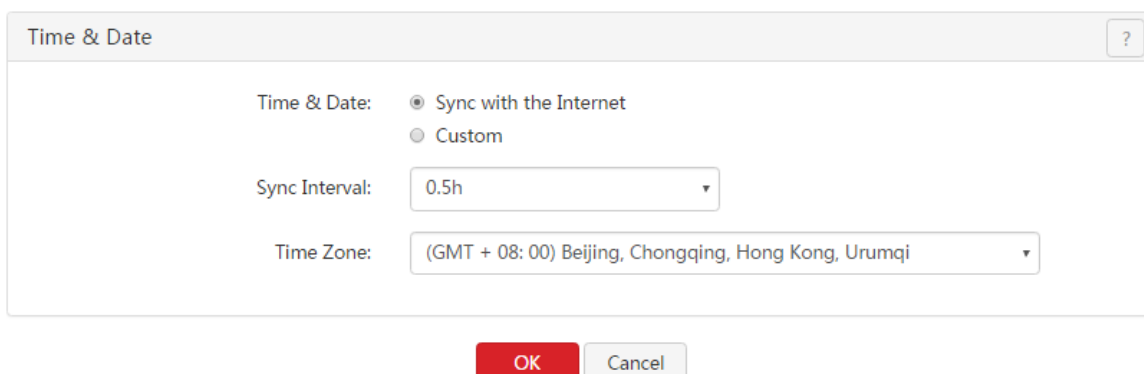 Time & Date
?
Time & Date: Sync with the Internet
Custom
Sync Interval: 0.5h
Time Zone: (GMT + 08: 00) Beijing, Chongqing, Hong Kong, Urumqi
OK Cancel